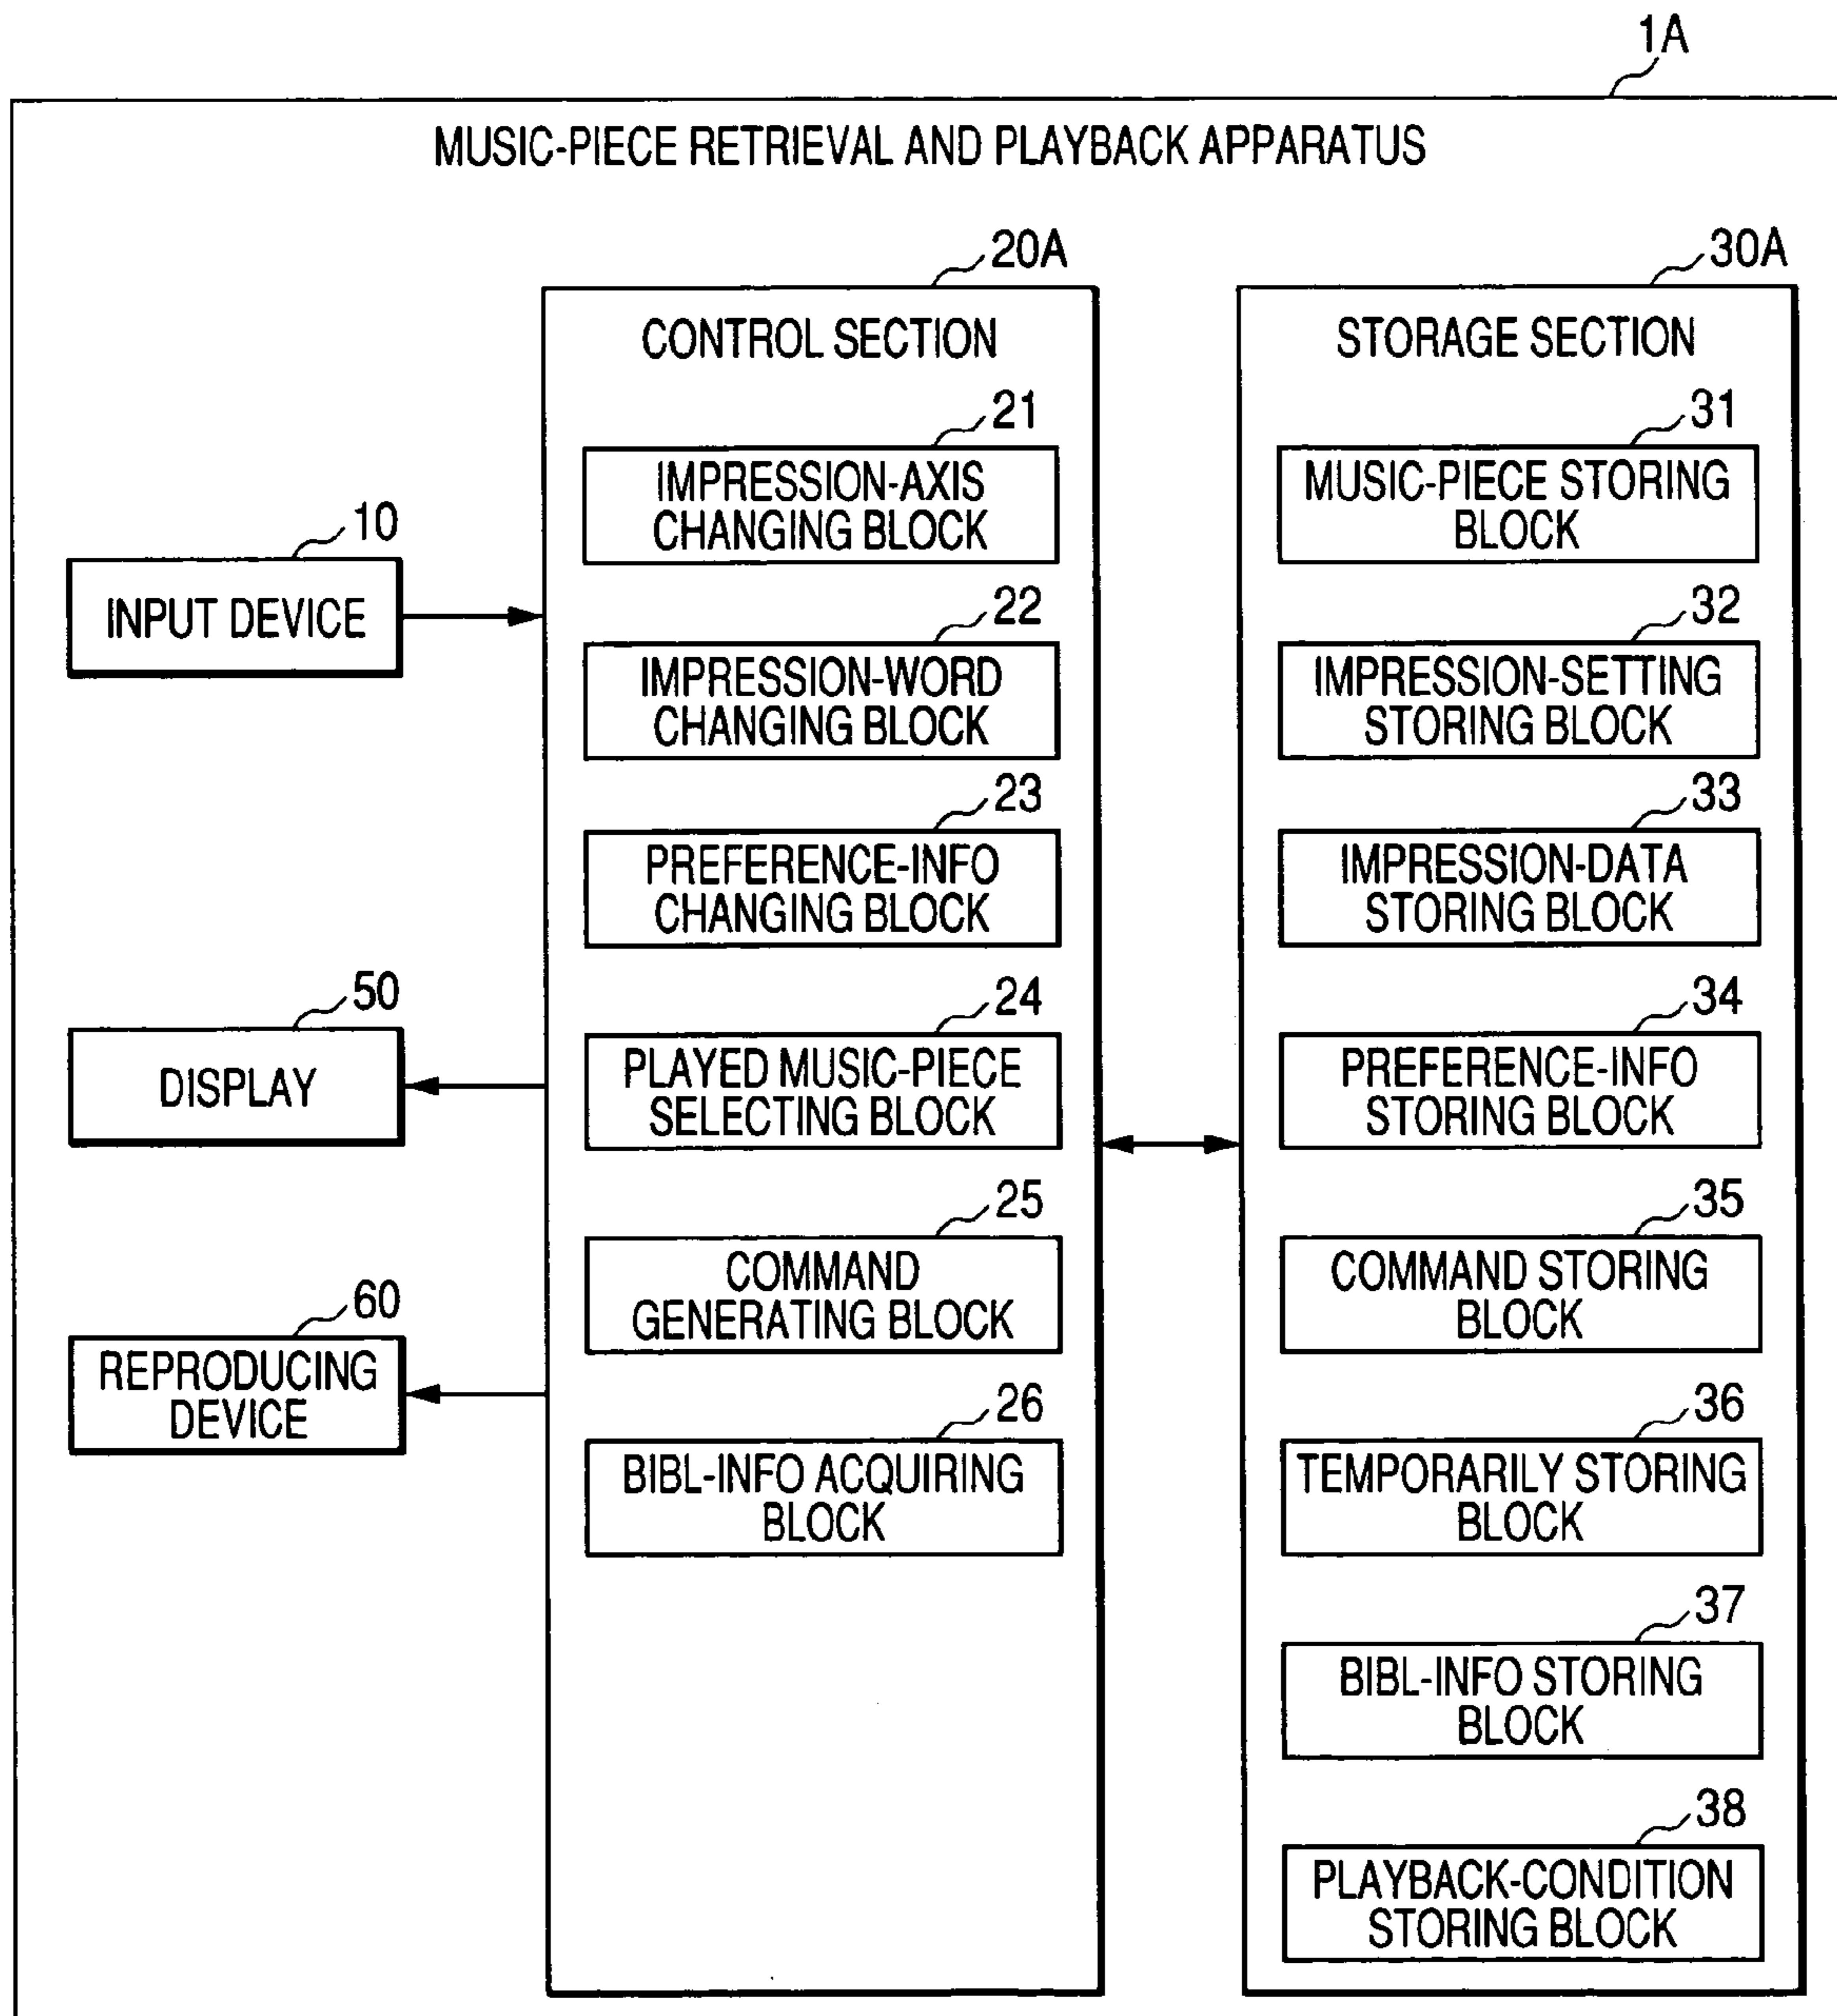 1A
MUSIC-PIECE RETRIEVAL AND PLAYBACK APPARATUS
10
INPUT DEVICE
50
DISPLAY
60
REPRODUCING
DEVICE
20A
CONTROL SECTION
21
IMPRESSION-AXIS
CHANGING BLOCK
22
IMPRESSION-WORD
CHANGING BLOCK
23
PREFERENCE-INFO
CHANGING BLOCK
24
PLAYED MUSIC-PIECE
SELECTING BLOCK
25
COMMAND
GENERATING BLOCK
26
BIBL-INFO ACQUIRING
BLOCK
30A
STORAGE SECTION
31
MUSIC-PIECE STORING
BLOCK
32
IMPRESSION-SETTING
STORING BLOCK
33
IMPRESSION-DATA
STORING BLOCK
34
PREFERENCE-INFO
STORING BLOCK
35
COMMAND STORING
BLOCK
36
TEMPORARILY STORING
BLOCK
37
BIBL-INFO STORING
BLOCK
38
PLAYBACK-CONDITION
STORING BLOCK